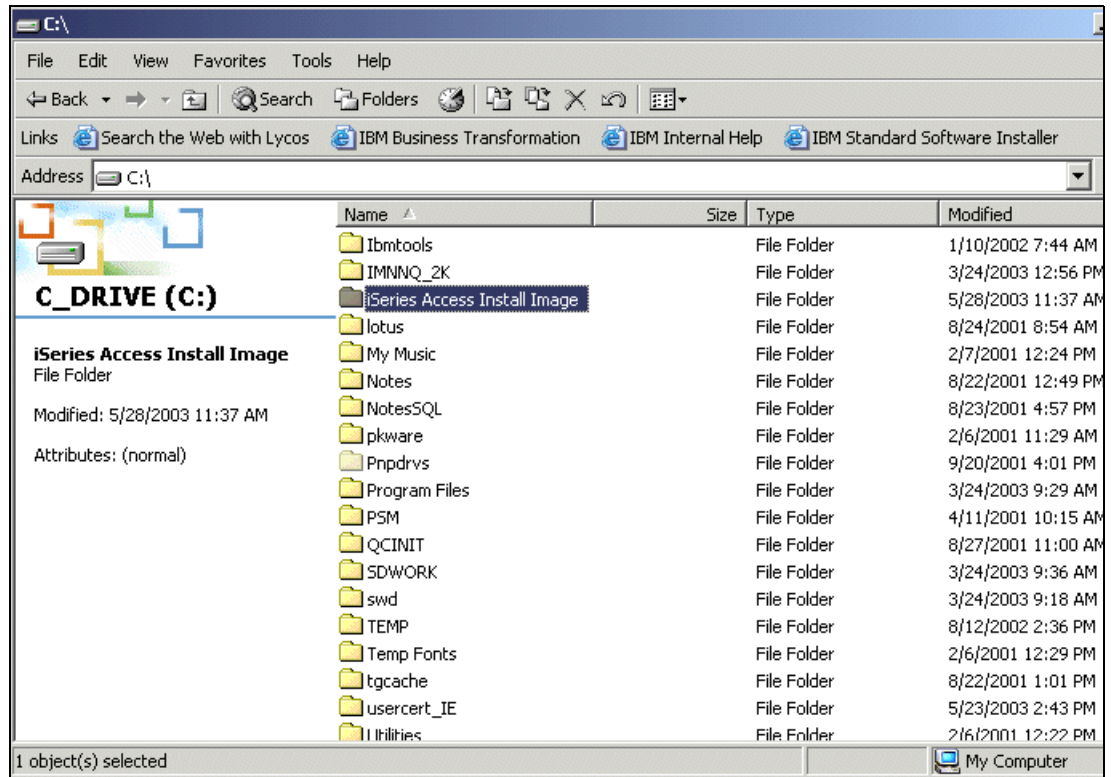 C:\
File Edit View Favorites Tools Help
Back Search Folders
Links Search the Web with Lycos IBM Business Transformation IBM Internal Help IBM Standard Software Installer
Address C:\
C_DRIVE (C:)
iSeries Access Install Image
File Folder
Modified: 5/28/2003 11:37 AM
Attributes: (normal)
Name Size Type Modified
Ibmtools File Folder 1/10/2002 7:44 AM
IMNNQ_2K File Folder 3/24/2003 12:56 PM
iSeries Access Install Image File Folder 5/28/2003 11:37 AM
lotus File Folder 8/24/2001 8:54 AM
My Music File Folder 2/7/2001 12:24 PM
Notes File Folder 8/22/2001 12:49 PM
NotesSQL File Folder 8/23/2001 4:57 PM
pkware File Folder 2/6/2001 11:29 AM
Pnpdrvs File Folder 9/20/2001 4:01 PM
Program Files File Folder 3/24/2003 9:29 AM
PSM File Folder 4/11/2001 10:15 AM
QCINIT File Folder 8/27/2001 11:00 AM
SDWORK File Folder 3/24/2003 9:36 AM
swd File Folder 3/24/2003 9:18 AM
TEMP File Folder 8/12/2002 2:36 PM
Temp Fonts File Folder 2/6/2001 12:29 PM
tgcache File Folder 8/22/2001 1:01 PM
usercert_IE File Folder 5/23/2003 2:43 PM
Utilities File Folder 2/6/2001 12:22 PM
1 object(s) selected My Computer